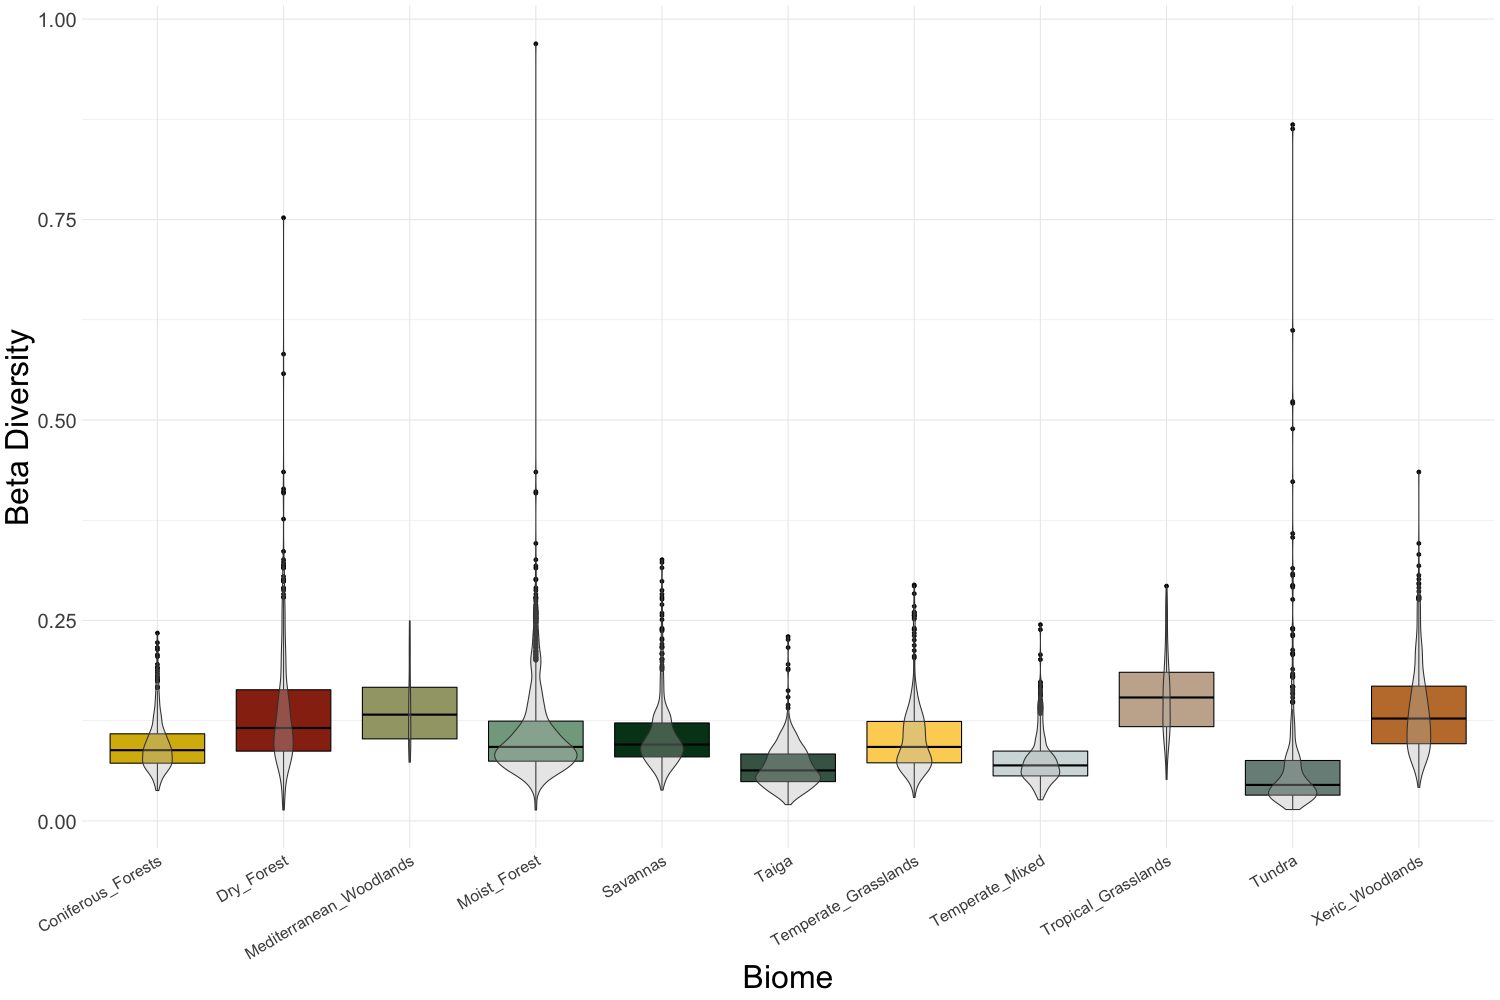 Beta Diversity
1.00
0.75
0.50
0.25
0.00
Coniferous_Forests
Dry_Forest
Mediterranean_Woodlands
Moist_Forest
Savannas
Taiga
Temperate_Grasslands
Temperate_Mixed
Tropical_Grasslands
Tundra
Xeric_Woodlands
Biome